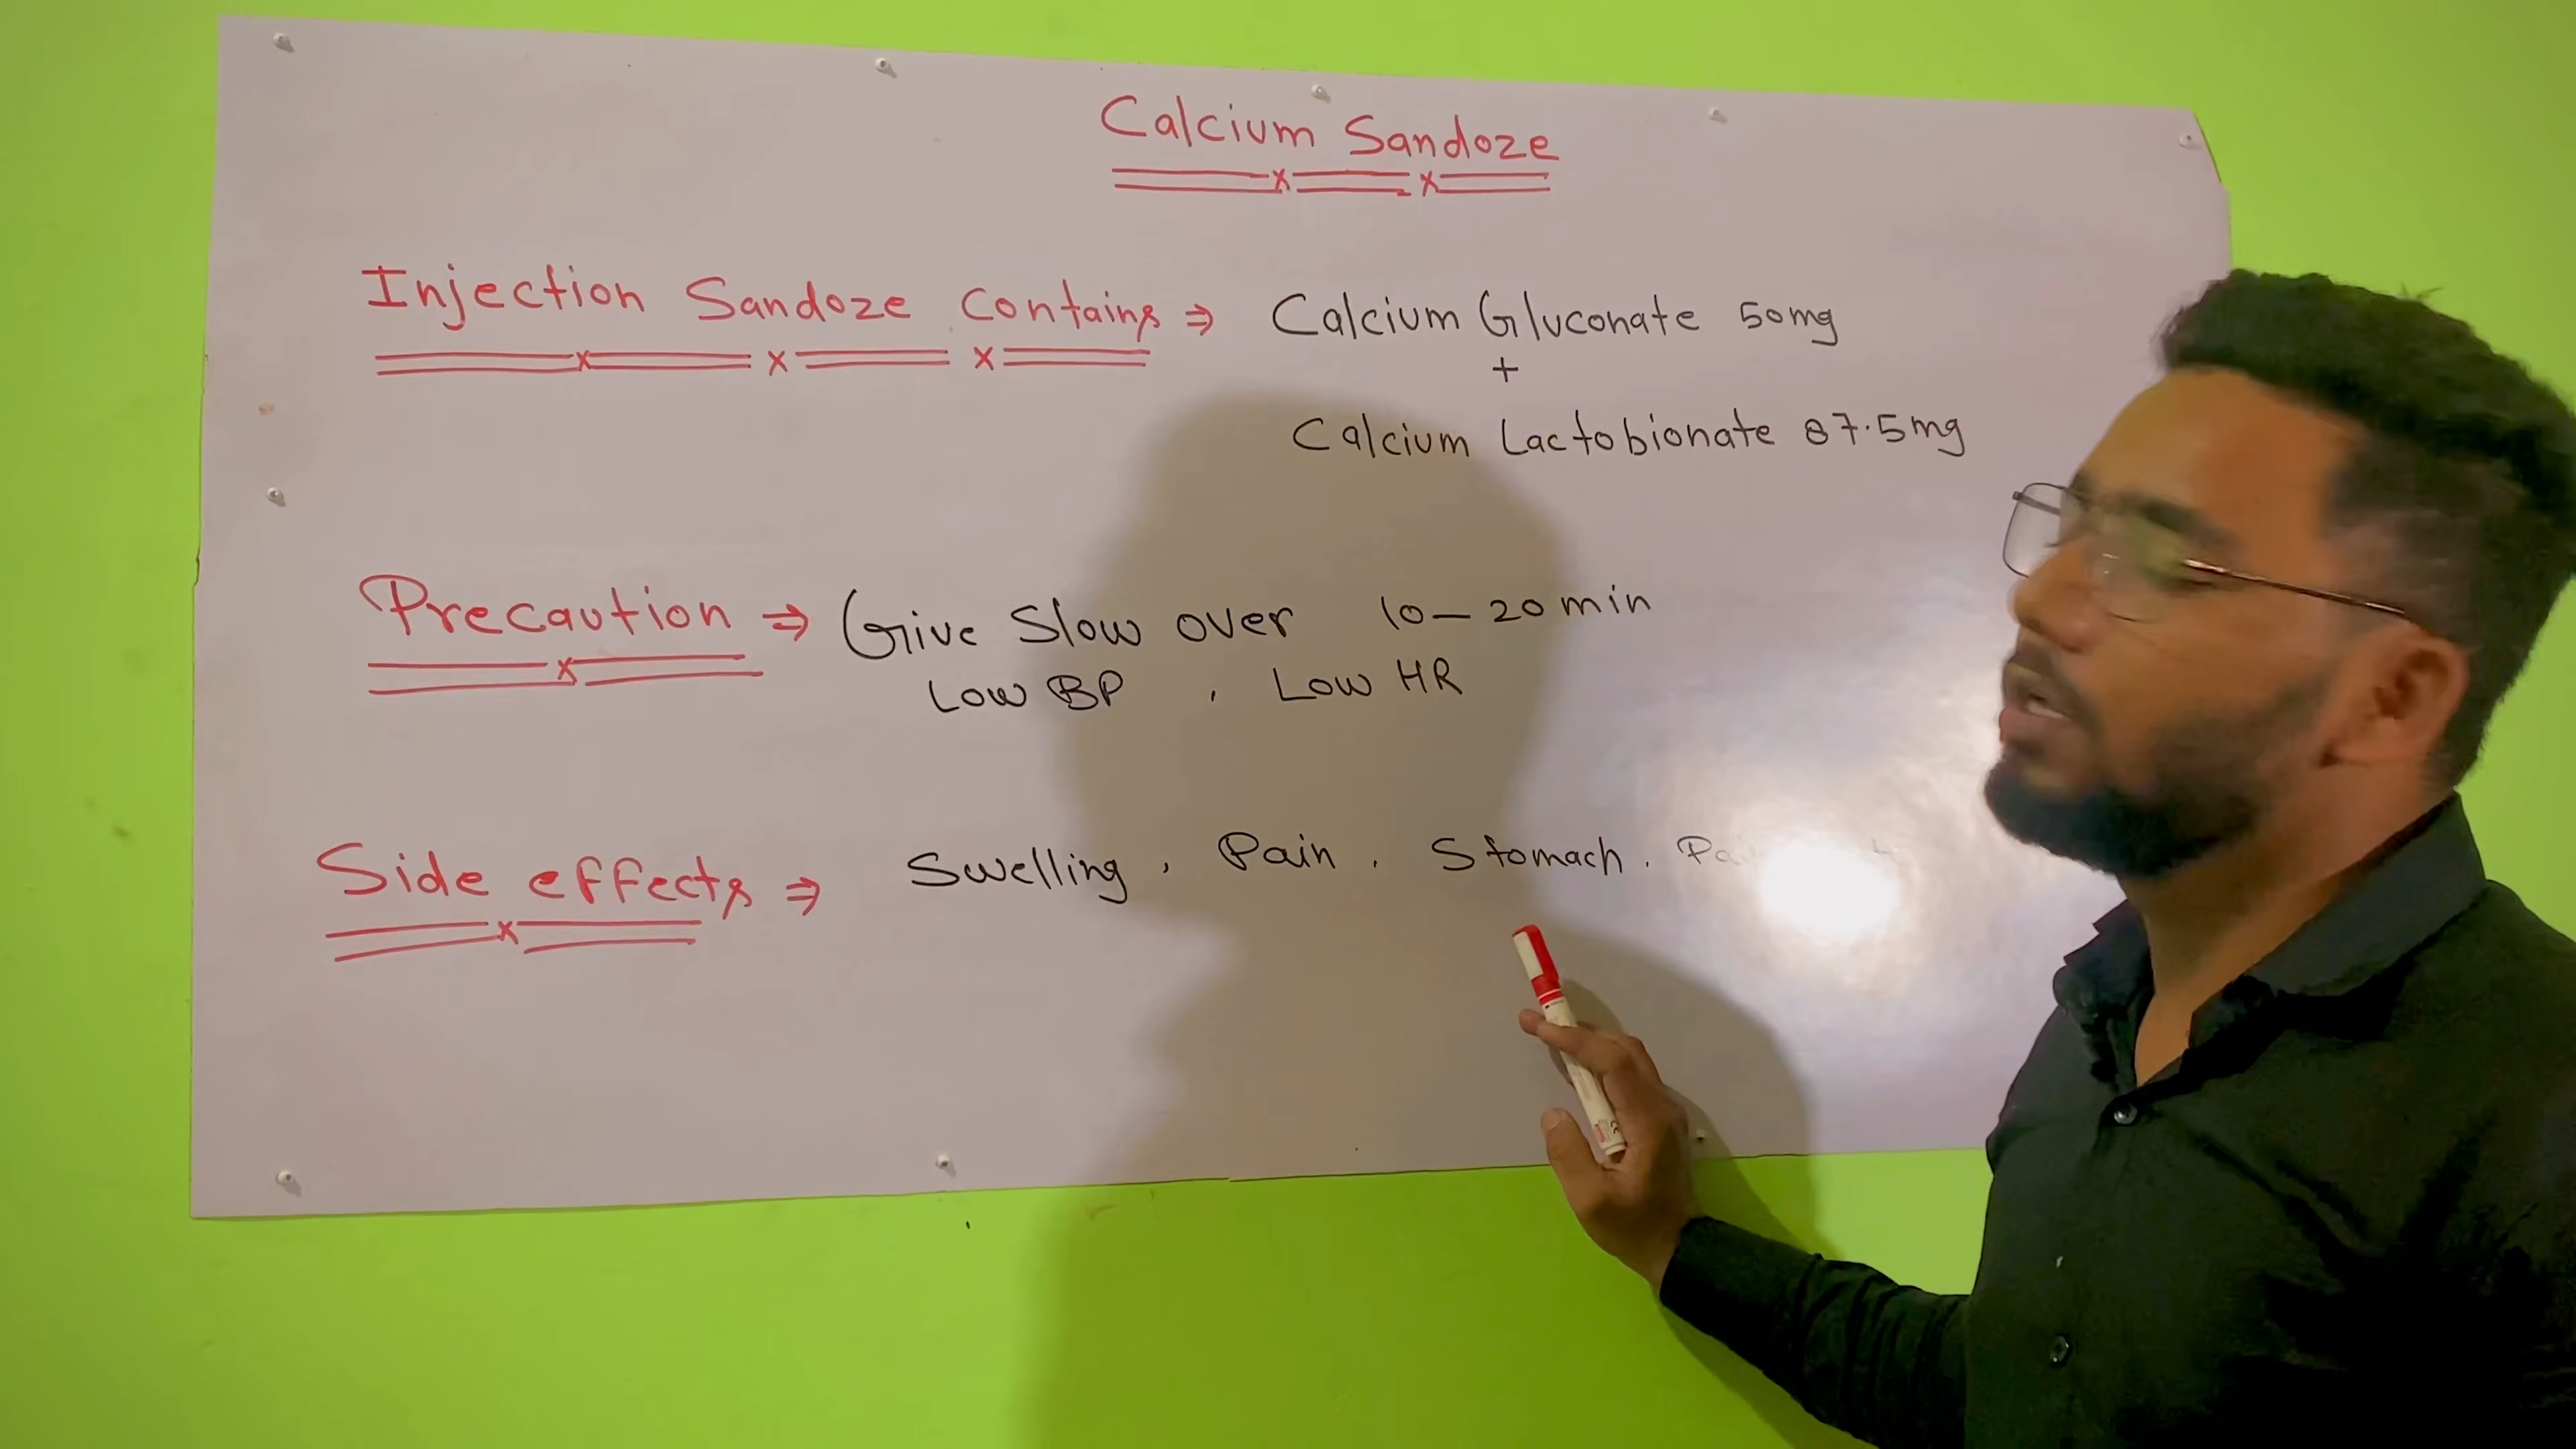 Calcium Sandoze
Injection Sandoze Contains ⇒ Calcium Gluconate 50mg
+
Calcium Lactobionate 87.5mg
Precaution ⇒ Give Slow over 10-20 min
Low BP, Low HR
Side effects ⇒ Swelling, Pain, Stomach,